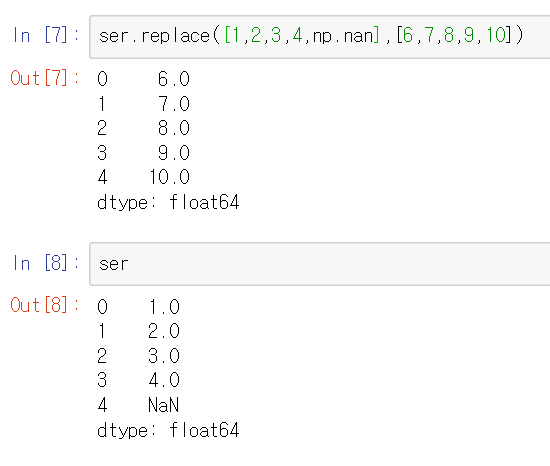 In [7]: ser.replace([1,2,3,4,np.nan],[6,7,8,9,10])
Out[7]: 0 6.0
1 7.0
2 8.0
3 9.0
4 10.0
dtype: float64
In [8]: ser
Out[8]: 0 1.0
1 2.0
2 3.0
3 4.0
4 NaN
dtype: float64